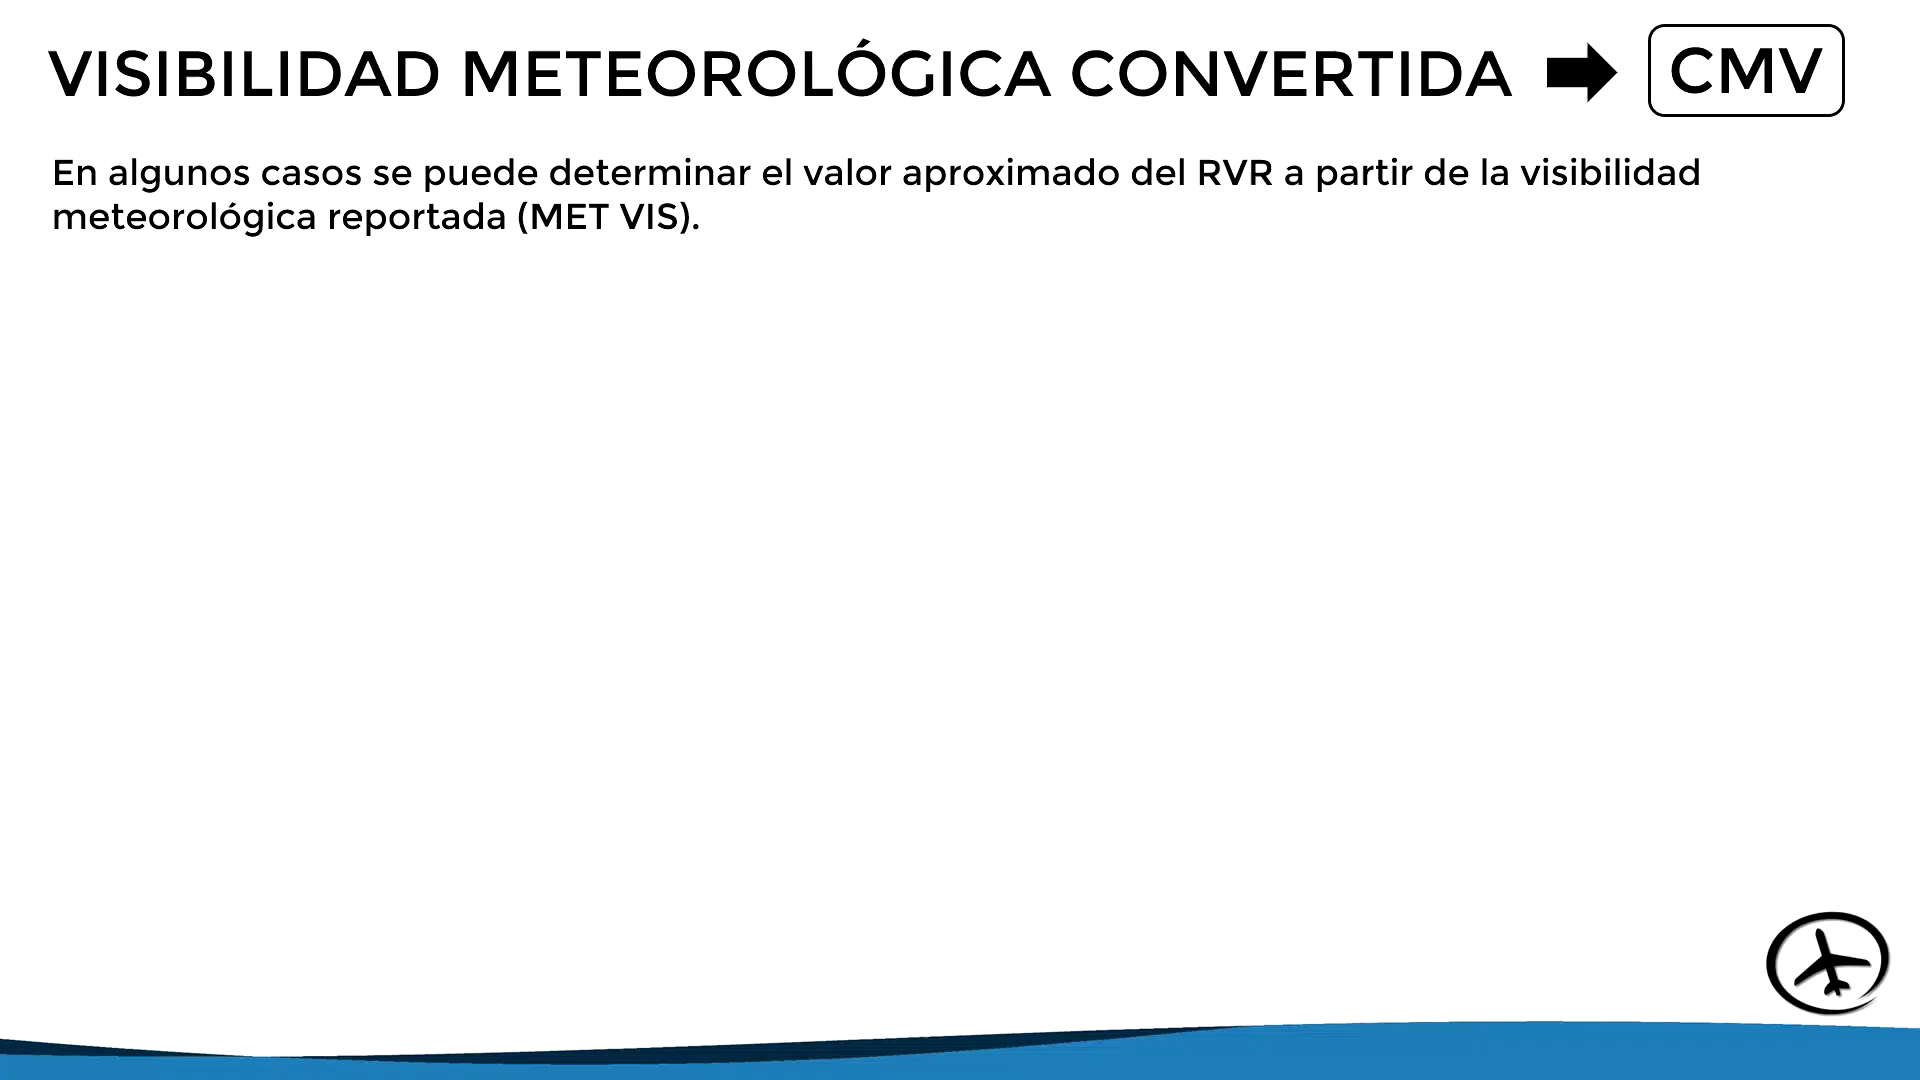 VISIBILIDAD METEOROLÓGICA CONVERTIDA CMV
En algunos casos se puede determinar el valor aproximado del RVR a partir de la visibilidad
meteorológica reportada (MET VIS).